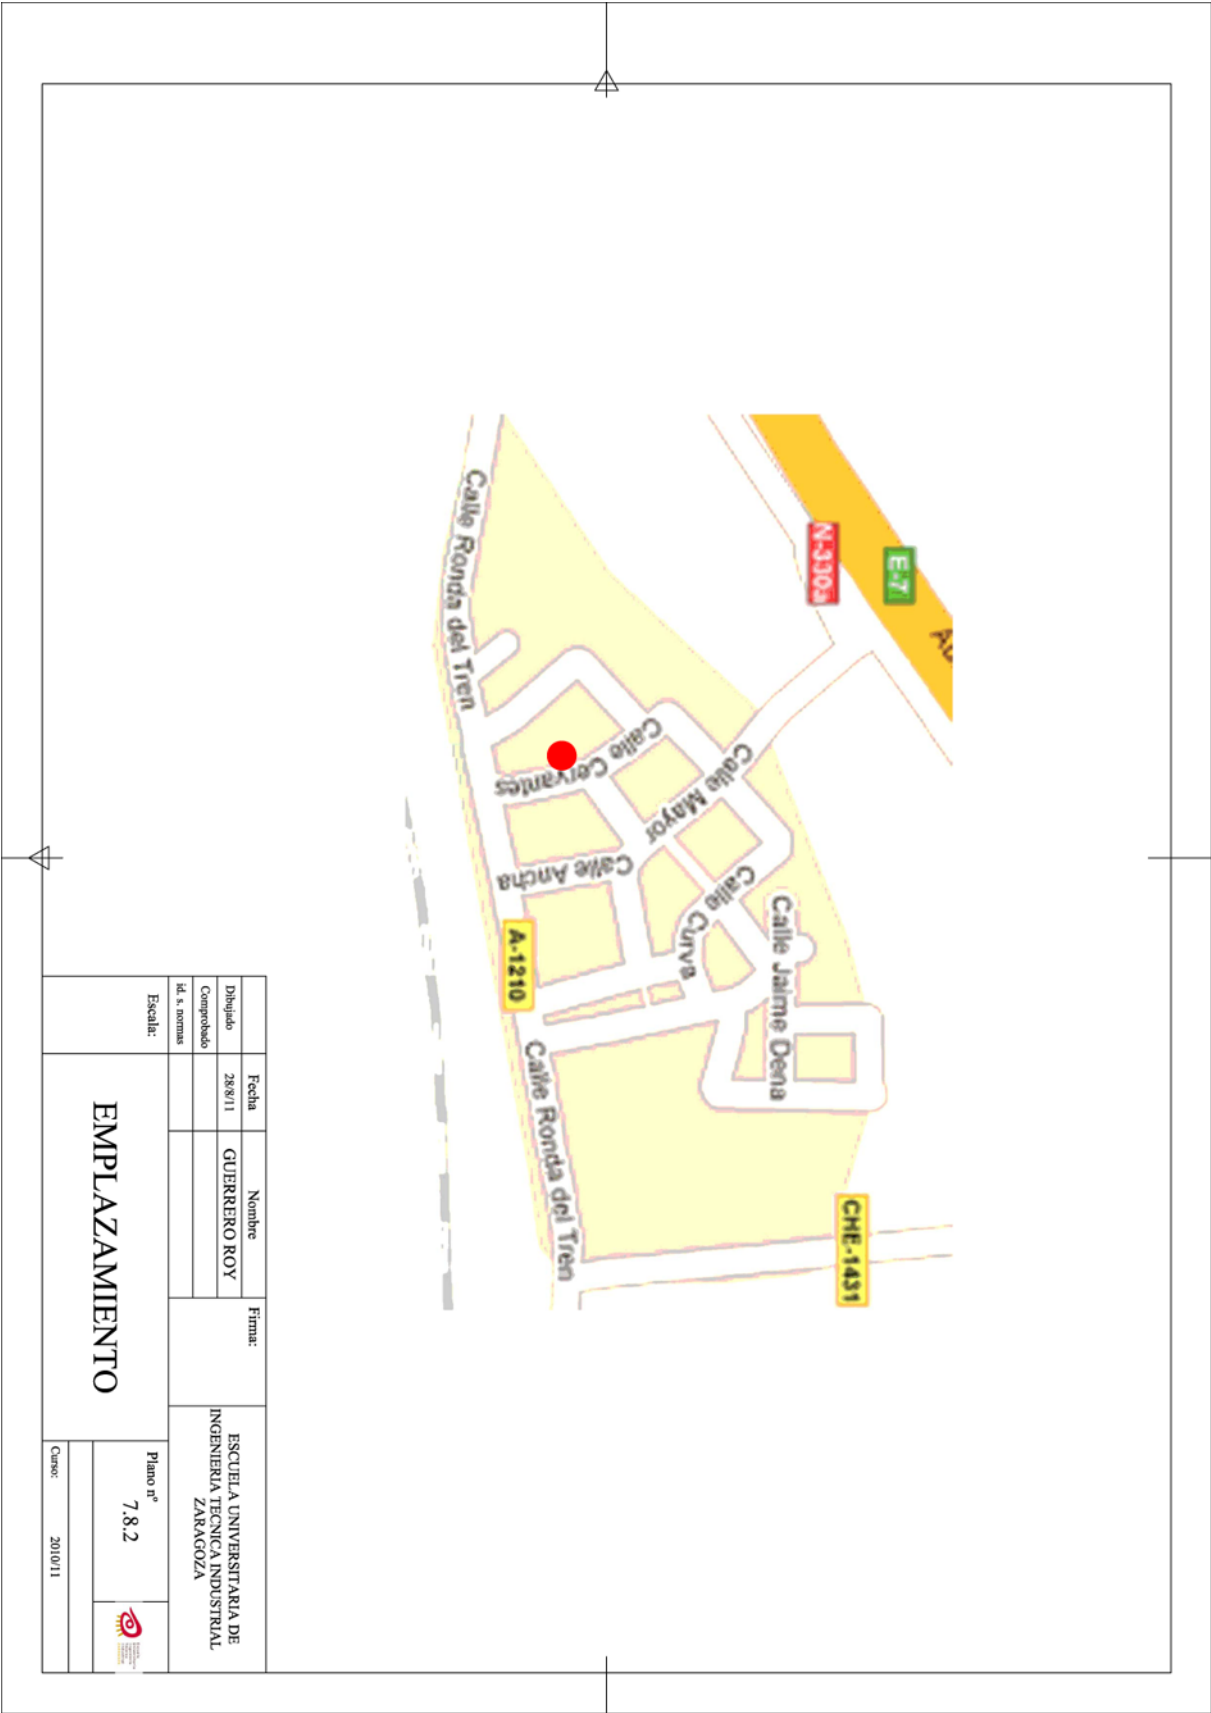 E-7
N-330a
Calle Ronda del Tren
Calle Cervantes
Calle Mayor
Calle Ancha
Calle Curva
Calle Jaime Dena
A-1210
Calle Ronda del Tren
CHE-1431
Fecha
Nombre
Firma:
ESCUELA UNIVERSITARIA DE
INGENIERIA TECNICA INDUSTRIAL
ZARAGOZA
Dibujado
28/8/11
GUERRERO ROY
Comprobado
id. s. normas
Escala:
EMPLAZAMIENTO
Plano nº
7.8.2
Curso:
2010/11